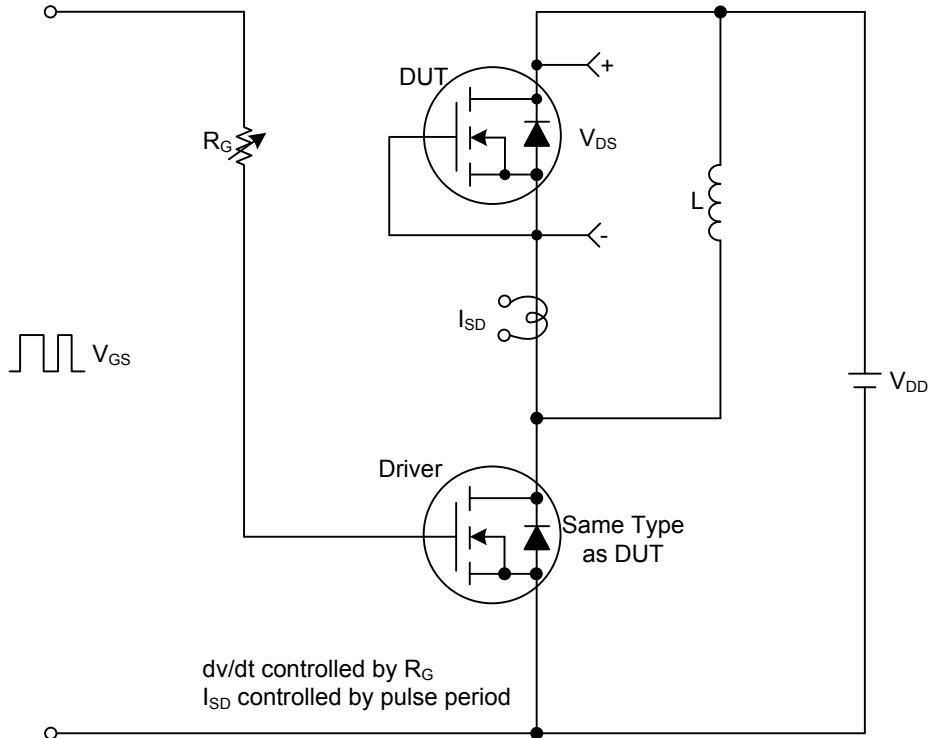 DUT
+
R_G
V_DS
L
-
I_SD
V_GS
V_DD
Driver
Same Type
as DUT
dv/dt controlled by R_G
I_SD controlled by pulse period